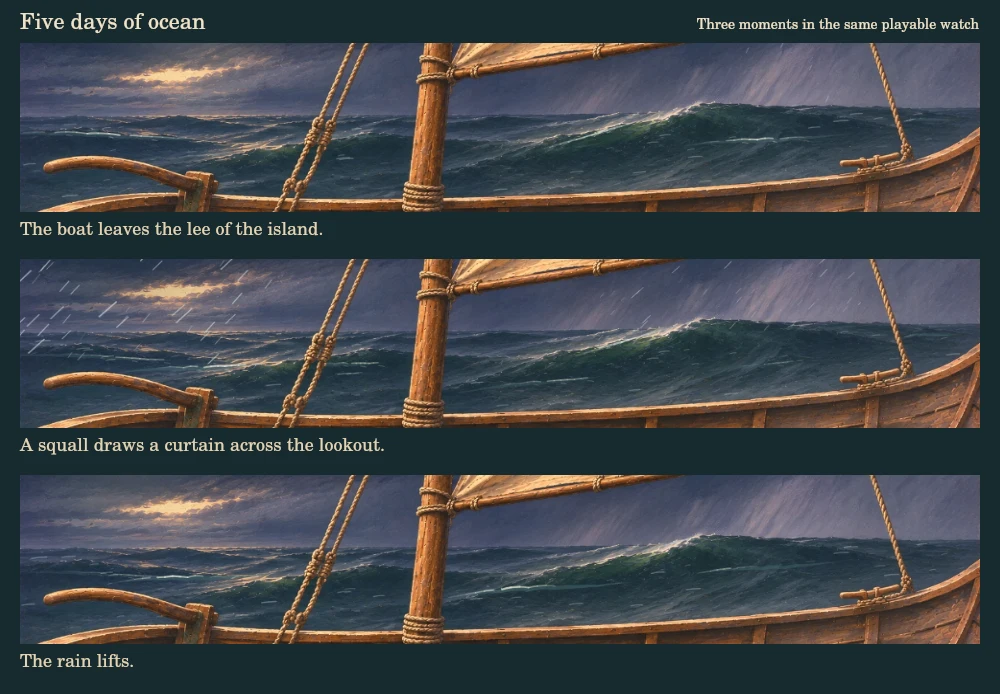 Five days of ocean
Three moments in the same playable watch
The boat leaves the lee of the island.
A squall draws a curtain across the lookout.
The rain lifts.